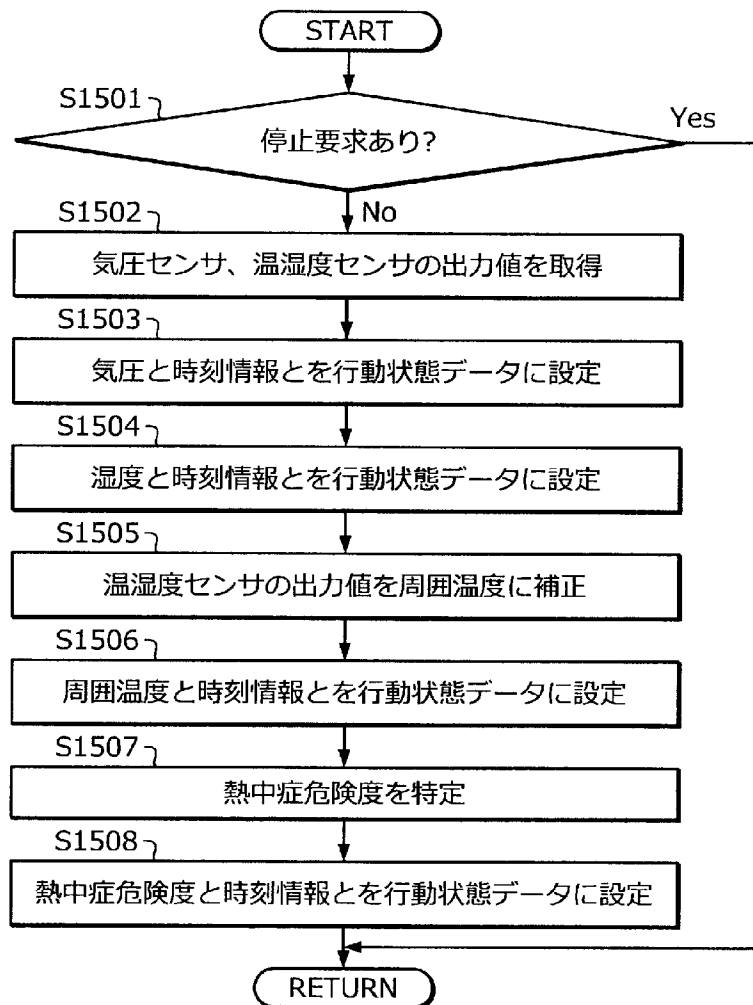 START
S1501
停止要求あり?
Yes
No
S1502
気圧センサ、温湿度センサの出力値を取得
S1503
気圧と時刻情報とを行動状態データに設定
S1504
湿度と時刻情報とを行動状態データに設定
S1505
温湿度センサの出力値を周囲温度に補正
S1506
周囲温度と時刻情報とを行動状態データに設定
S1507
熱中症危険度を特定
S1508
熱中症危険度と時刻情報とを行動状態データに設定
RETURN